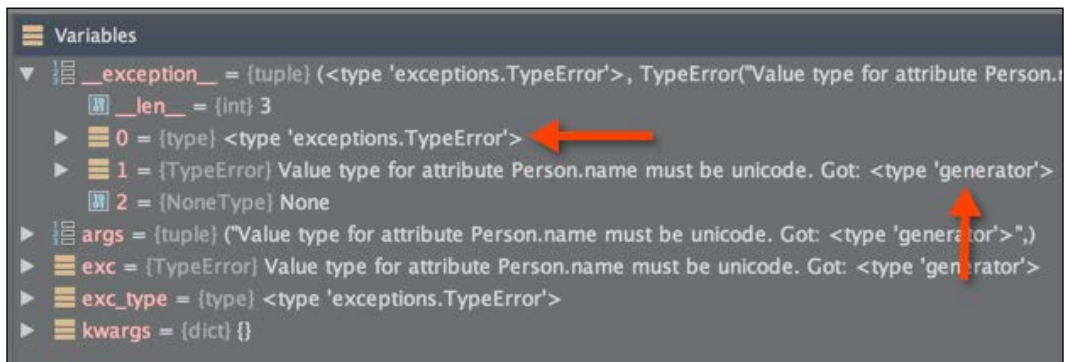 Variables
__exception__ = {tuple} (<type 'exceptions.TypeError'>, TypeError("Value type for attribute Person.
__len__ = {int} 3
0 = {type} <type 'exceptions.TypeError'>
1 = {TypeError} Value type for attribute Person.name must be unicode. Got: <type 'generator'>
2 = {NoneType} None
args = {tuple} ("Value type for attribute Person.name must be unicode. Got: <type 'generator'>",)
exc = {TypeError} Value type for attribute Person.name must be unicode. Got: <type 'generator'>
exc_type = {type} <type 'exceptions.TypeError'>
kwargs = {dict} {}